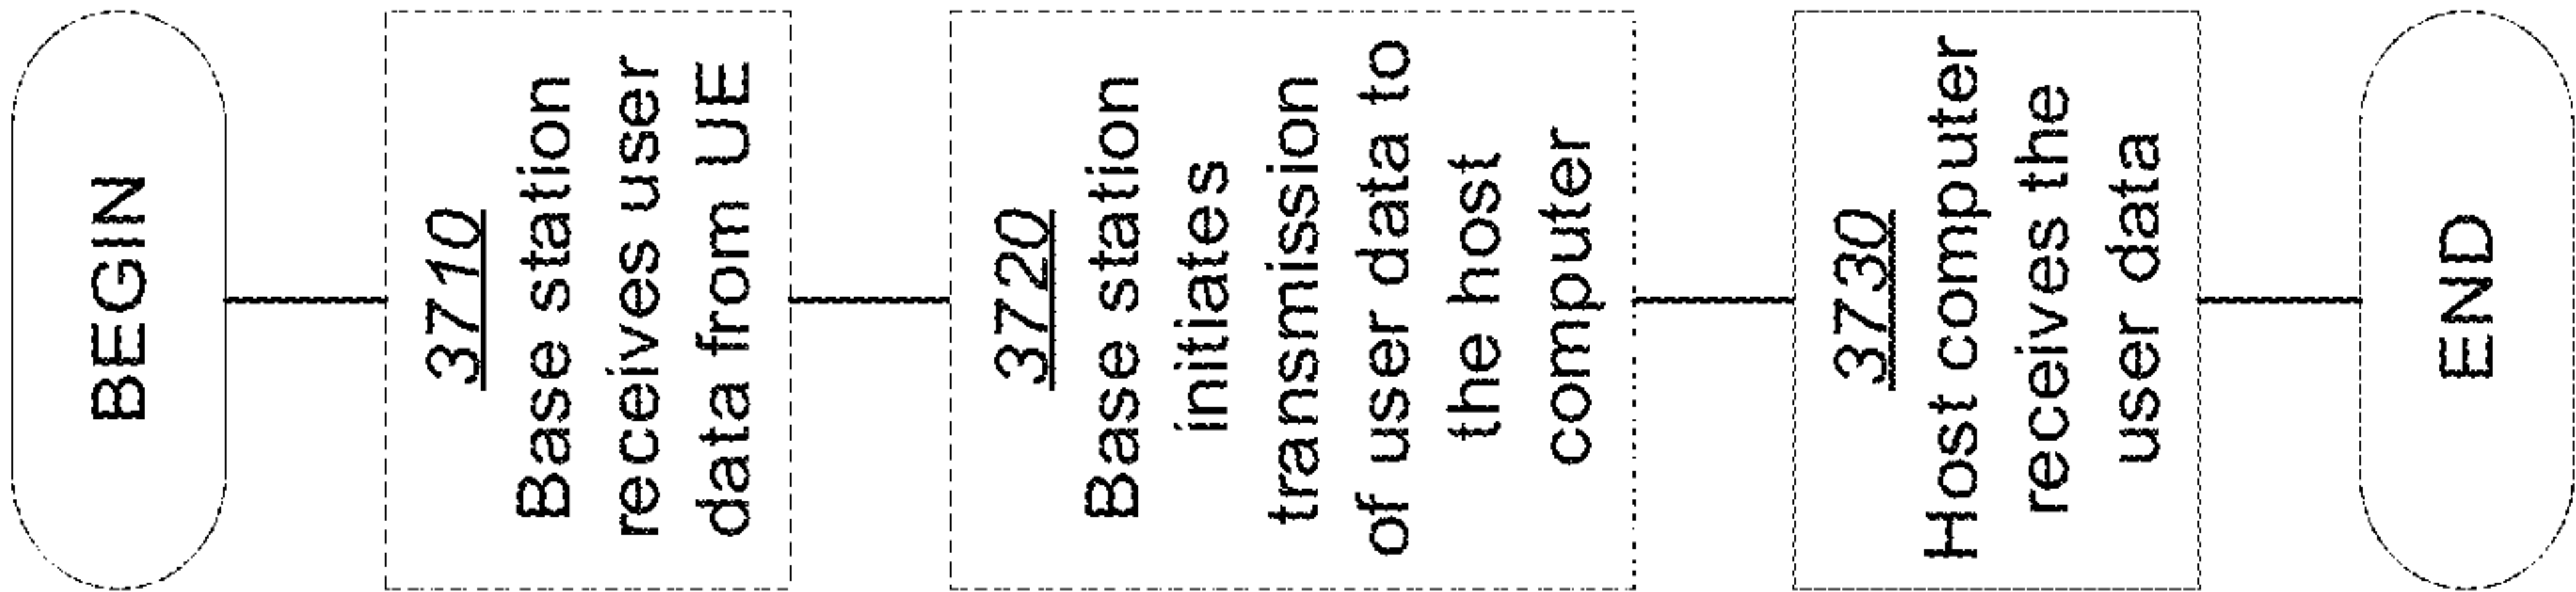 BEGIN
3710
Base station
receives user
data from UE
3720
Base station
initiates
transmission
of user data to
the host
computer
3730
Host computer
receives the
user data
END